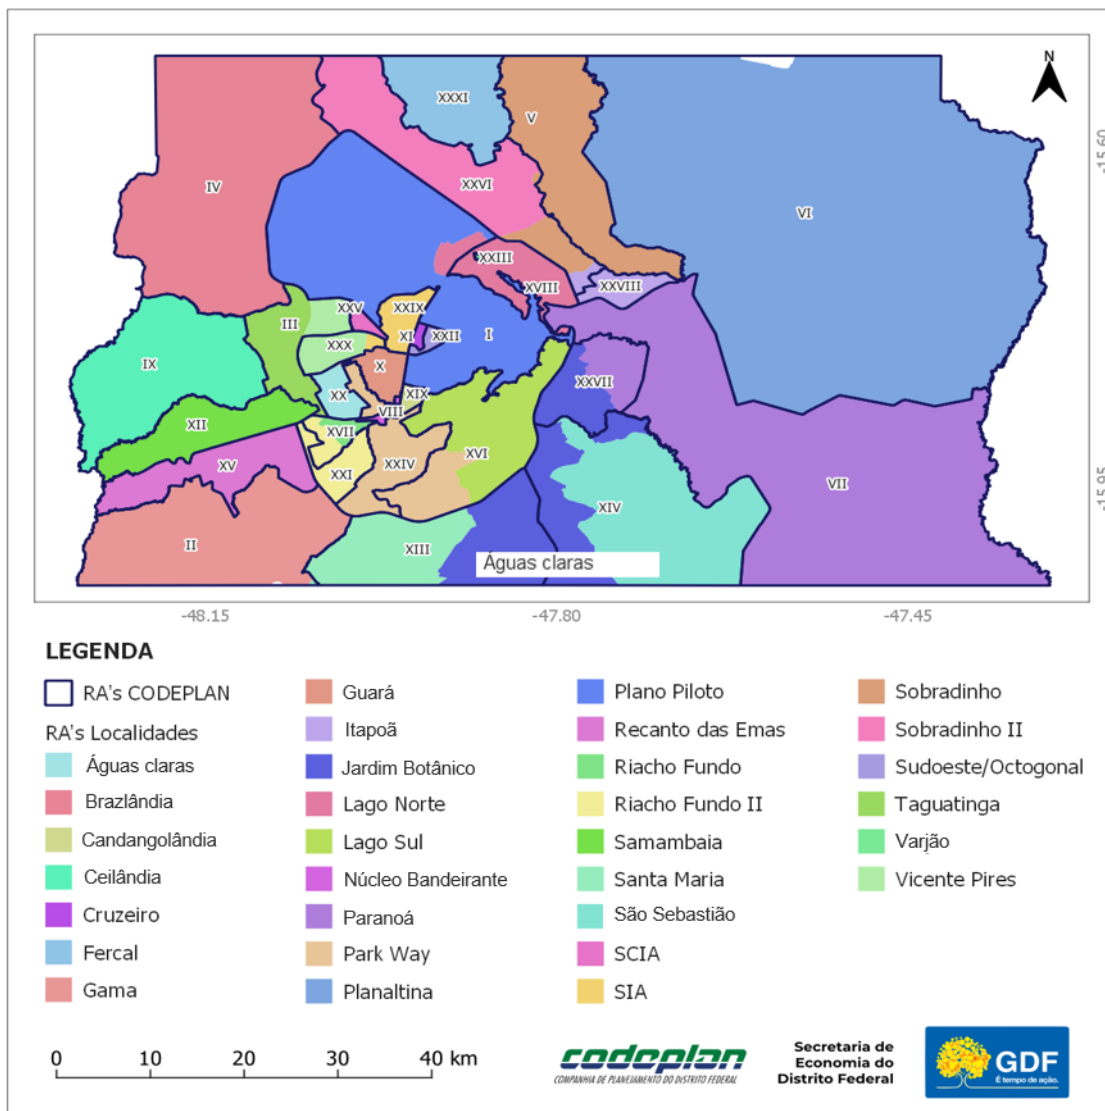 N
XXXI
V
IV
XXVI
VI
XXIII
XVIII
XXVIII
XXV
XXIX
III
XI
XXII
I
XXX
IX
X
XX
XIX
XXVII
VIII
XII
XVII
XV
XXIV
XVI
XXI
VII
XIV
II
XIII
Águas claras
-15.60
-15.95
-48.15 -47.80 -47.45
LEGENDA
RA's CODEPLAN
RA's Localidades
Águas claras
Brazlândia
Candangolândia
Ceilândia
Cruzeiro
Fercal
Gama
Guará
Itapoã
Jardim Botânico
Lago Norte
Lago Sul
Núcleo Bandeirante
Paranoá
Park Way
Planaltina
Plano Piloto
Recanto das Emas
Riacho Fundo
Riacho Fundo II
Samambaia
Santa Maria
São Sebastião
SCIA
SIA
Sobradinho
Sobradinho II
Sudoeste/Octogonal
Taguatinga
Varjão
Vicente Pires
0 10 20 30 40 km
codeplan
COMPANHIA DE PLANEJAMENTO DO DISTRITO FEDERAL
Secretaria de
Economia do
Distrito Federal
GDF
É tempo de ação.